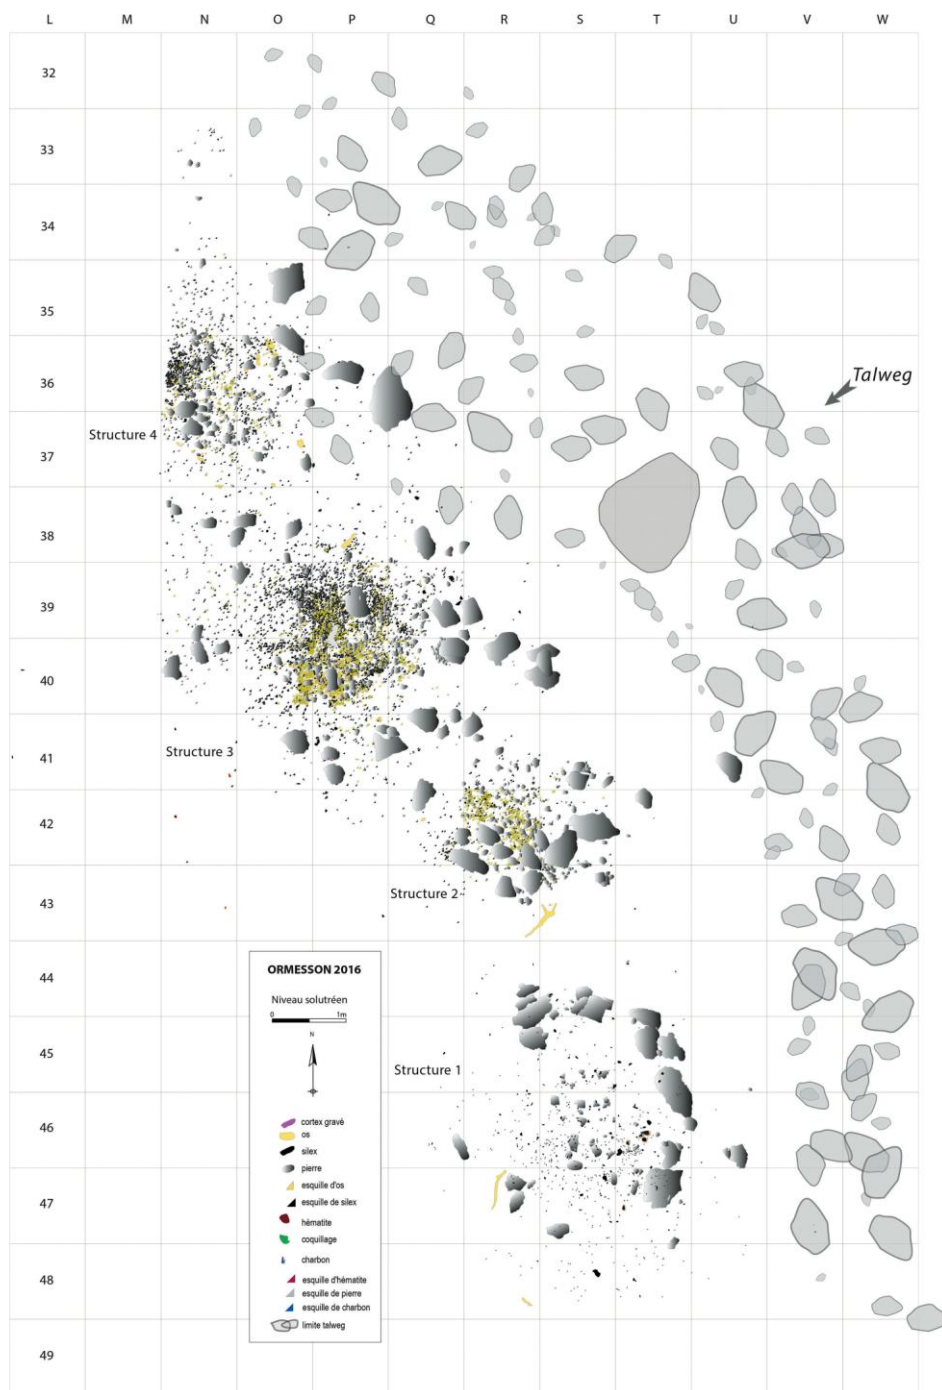 L M N O P Q R S T U V W
32
33
34
35
36
Talweg
Structure 4
37
38
39
40
Structure 3
41
42
Structure 2
43
44
ORMESSON 2016
Niveau solutréen
0 1m
N
45
Structure 1
46
cortex gravé
os
silex
pierre
esquille d'os
47
esquille de silex
hématite
coquillage
charbon
48
esquille d'hématite
esquille de pierre
esquille de charbon
limite talweg
49